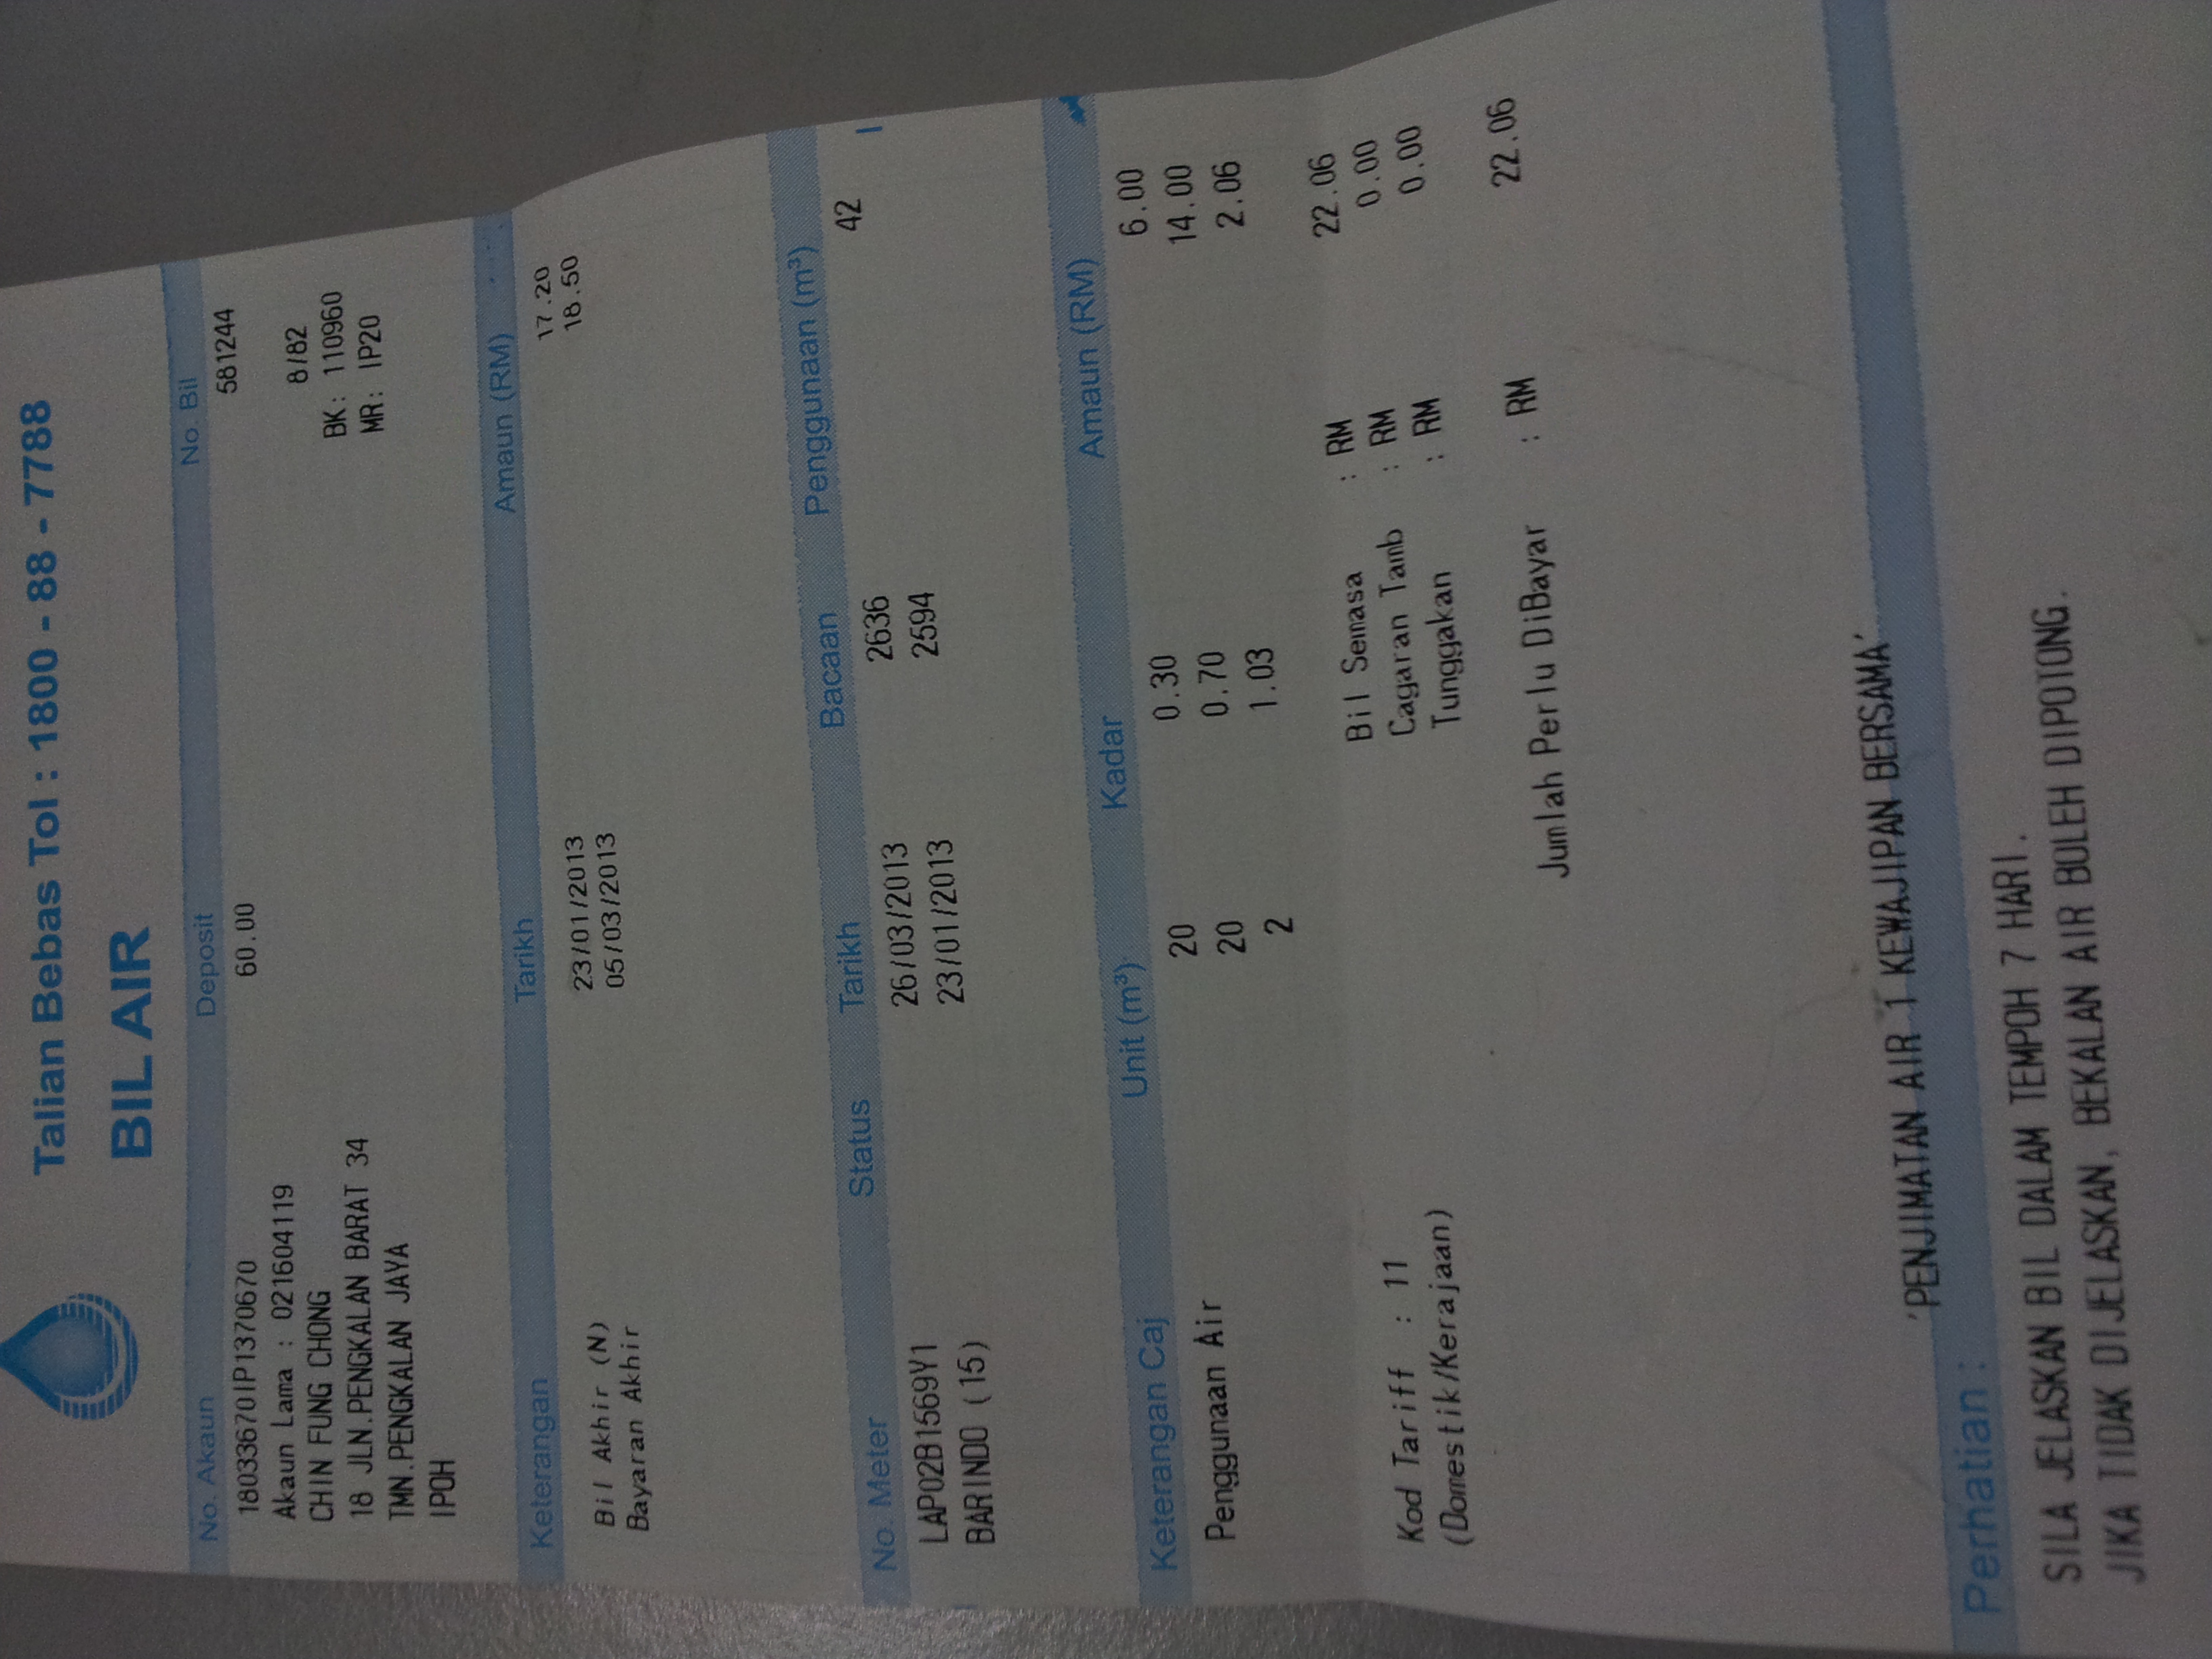 Talian Bebas Tol : 1800 - 88 - 7788
BIL AIR
No. Akaun Deposit No. Bil
18033670IP1370670 60.00 581244
Akaun Lama : 021604119
CHIN FUNG CHONG 8/82
18 JLN.PENGKALAN BARAT 34 BK: 110960
TMN.PENGKALAN JAYA MR: IP20
IPOH
Keterangan Tarikh Amaun (RM)
Bil Akhir (N) 23/01/2013 17.20
Bayaran Akhir 05/03/2013 18.50
No. Meter Status Tarikh Bacaan Penggunaan (m³)
LAP02B1569Y1 26/03/2013 2636 42
BARINDO (15) 23/01/2013 2594
Keterangan Caj Unit (m³) Kadar Amaun (RM)
Penggunaan Air 20 0.30 6.00
20 0.70 14.00
2 1.03 2.06
Bil Semasa : RM 22.06
Kod Tariff : 11 Cagaran Tamb : RM 0.00
(Domestik/Kerajaan) Tunggakan : RM 0.00
Jumlah Perlu DiBayar : RM 22.06
'PENJIMATAN AIR 1 KEWAJIPAN BERSAMA'
Perhatian :
SILA JELASKAN BIL DALAM TEMPOH 7 HARI.
JIKA TIDAK DIJELASKAN, BEKALAN AIR BOLEH DIPOTONG.